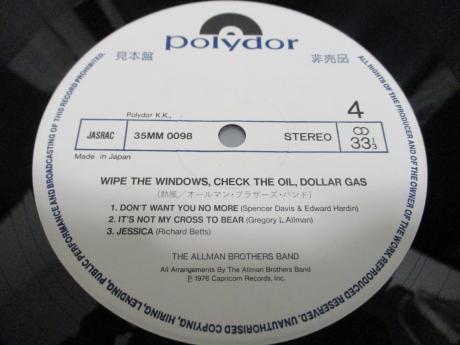 polydor
見本盤
非売品
Polydor K.K.,
4
JASRAC
35MM 0098
STEREO
CD
33 1/3
Made in Japan
WIPE THE WINDOWS, CHECK THE OIL, DOLLAR GAS
(熱風/オールマン・ブラザーズ・バンド)
1. DON'T WANT YOU NO MORE (Spencer Davis & Edward Hardin)
2. IT'S NOT MY CROSS TO BEAR (Gregory L.Allman)
3. JESSICA (Richard Betts)
THE ALLMAN BROTHERS BAND
All Arrangements By The Allman Brothers Band
Ⓟ 1976 Capricorn Records, Inc.
ALL RIGHTS OF THE PRODUCER AND OF THE OWNER OF THE WORK REPRODUCED RESERVED. UNAUTHORISED COPYING, HIRING, LENDING, PUBLIC PERFORMANCE AND BROADCASTING OF THIS RECORD PROHIBITED.